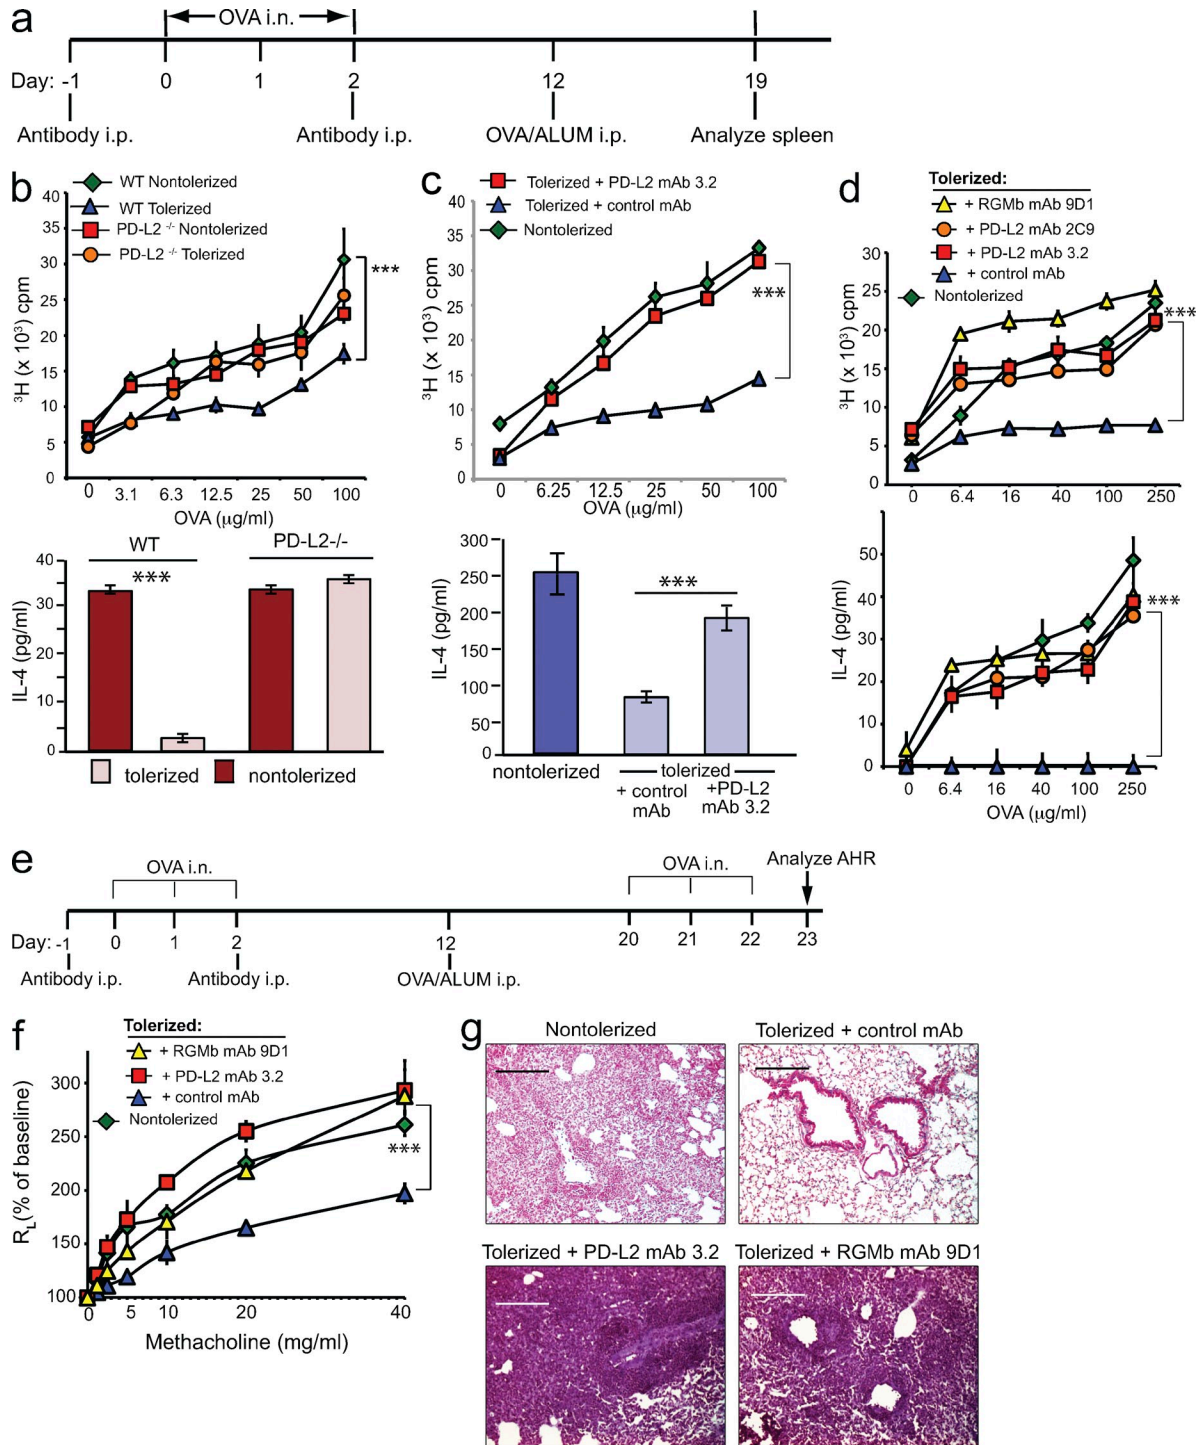 a
OVA i.n.
Day: -1 0 1 2 12 19
Antibody i.p. Antibody i.p. OVA/ALUM i.p. Analyze spleen
b
WT Nontolerized
WT Tolerized
PD-L2 -/- Nontolerized
PD-L2 -/- Tolerized
40
35
30
25
20
15
10
5
0
³H (x 10³) cpm
***
0 3.1 6.3 12.5 25 50 100
OVA (µg/ml)
WT PD-L2-/-
***
40
30
20
10
0
IL-4 (pg/ml)
tolerized nontolerized
c
Tolerized + PD-L2 mAb 3.2
Tolerized + control mAb
Nontolerized
40
35
30
25
20
15
10
5
0
³H (x 10³) cpm
***
0 6.25 12.5 25 50 100
OVA (µg/ml)
300
250
200
150
100
50
0
IL-4 (pg/ml)
***
nontolerized
tolerized
+ control
mAb
+PD-L2
mAb 3.2
d
Tolerized:
+ RGMb mAb 9D1
+ PD-L2 mAb 2C9
+ PD-L2 mAb 3.2
+ control mAb
Nontolerized
30
25
20
15
10
5
0
³H (x 10³) cpm
***
0 6.4 16 40 100 250
50
40
30
20
10
0
IL-4 (pg/ml)
***
0 6.4 16 40 100 250
OVA (µg/ml)
e
OVA i.n. OVA i.n. Analyze AHR
Day: -1 0 1 2 12 20 21 22 23
Antibody i.p. Antibody i.p. OVA/ALUM i.p.
f
Tolerized:
+ RGMb mAb 9D1
+ PD-L2 mAb 3.2
+ control mAb
Nontolerized
300
250
200
150
100
RL(% of baseline)
***
0 5 10 20 40
Methacholine (mg/ml)
g
Nontolerized Tolerized + control mAb
Tolerized + PD-L2 mAb 3.2 Tolerized + RGMb mAb 9D1